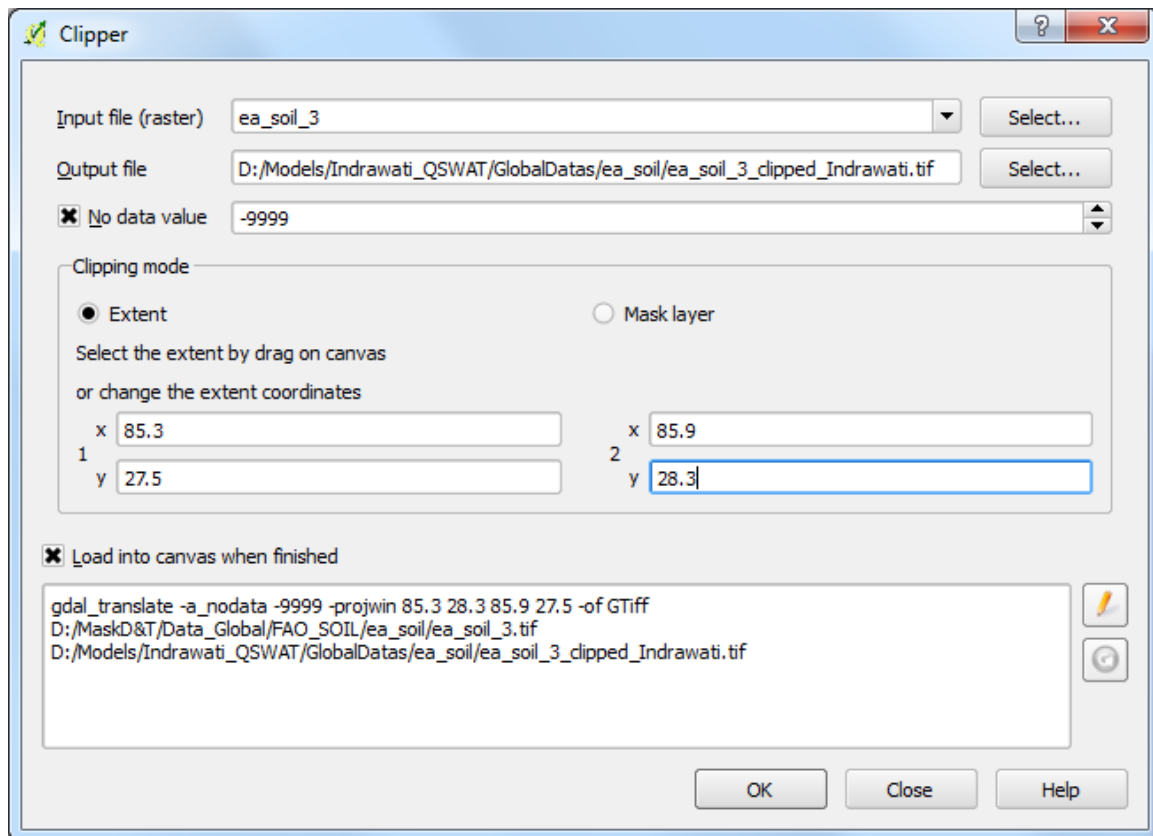 Clipper
Input file (raster) ea_soil_3 Select...
Output file D:/Models/Indrawati_QSWAT/GlobalDatas/ea_soil/ea_soil_3_clipped_Indrawati.tif Select...
No data value -9999
Clipping mode
Extent Mask layer
Select the extent by drag on canvas
or change the extent coordinates
x 85.3 x 85.9
1 2
y 27.5 y 28.3
Load into canvas when finished
gdal_translate -a_nodata -9999 -projwin 85.3 28.3 85.9 27.5 -of GTiff
D:/MaskD&T/Data_Global/FAO_SOIL/ea_soil/ea_soil_3.tif
D:/Models/Indrawati_QSWAT/GlobalDatas/ea_soil/ea_soil_3_clipped_Indrawati.tif
OK Close Help